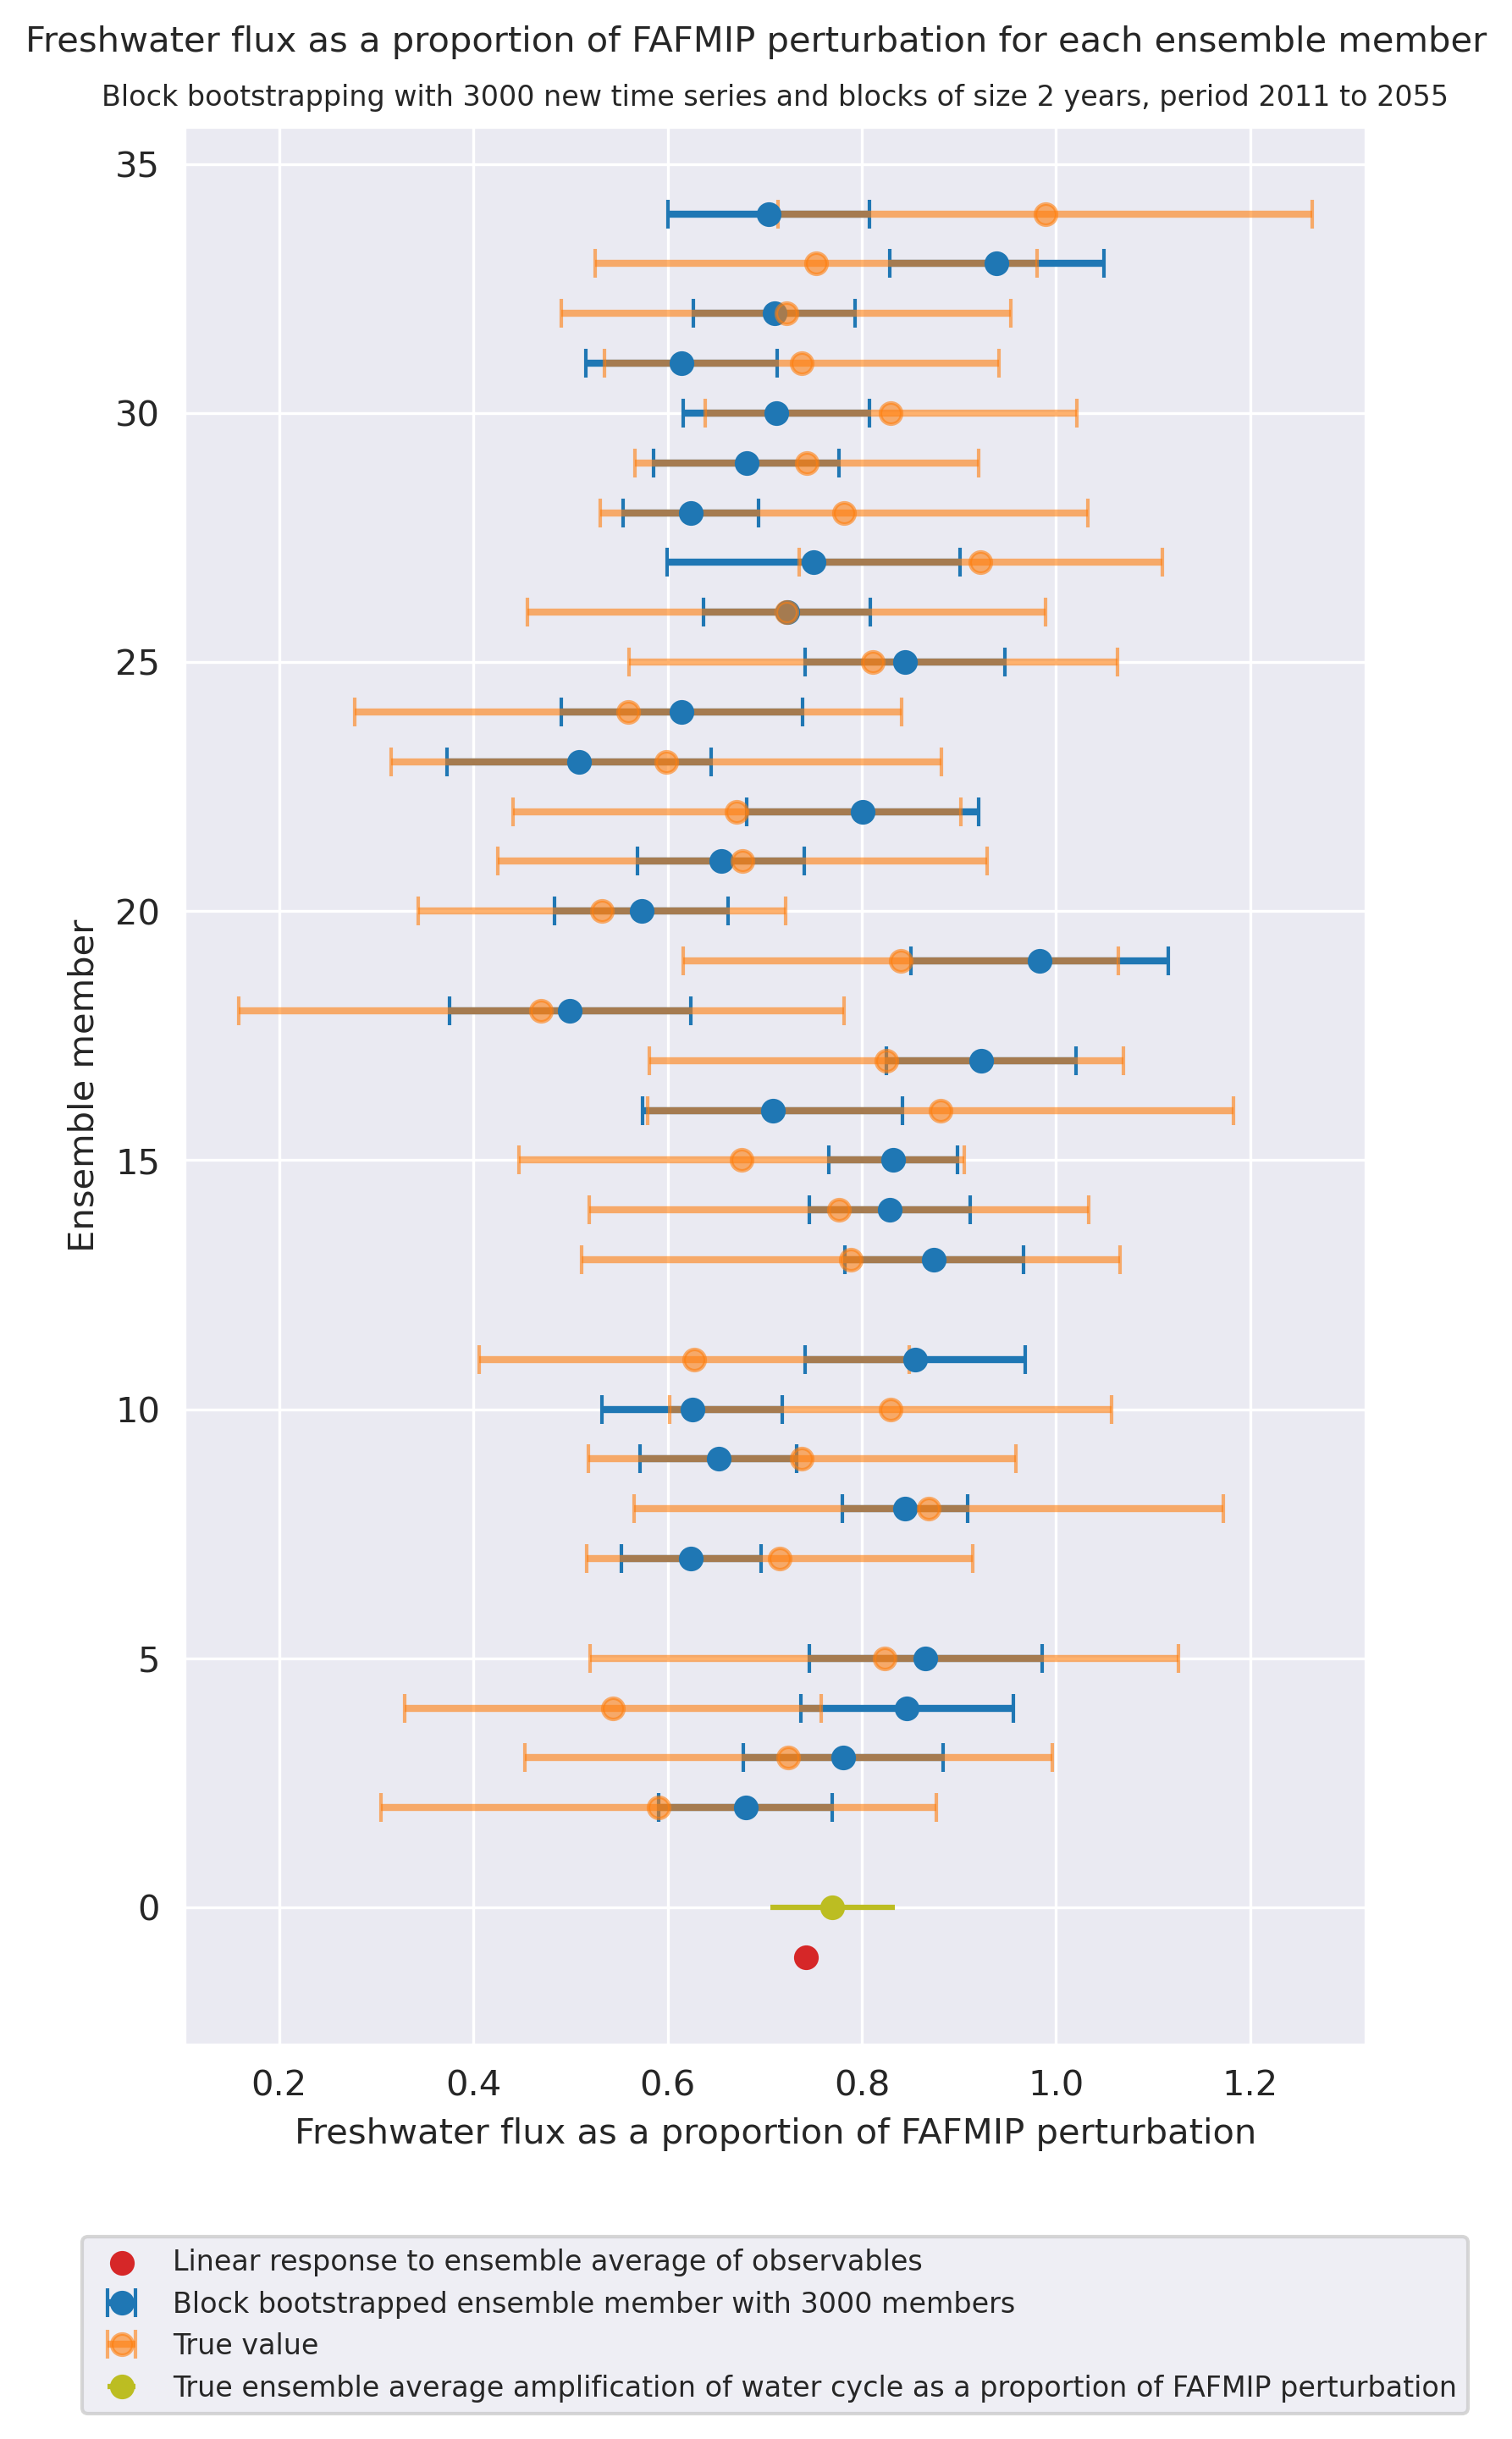 Freshwater flux as a proportion of FAFMIP perturbation for each ensemble member
Block bootstrapping with 3000 new time series and blocks of size 2 years, period 2011 to 2055
35
30
25
20
15
10
5
0
Ensemble member
0.2 0.4 0.6 0.8 1.0 1.2
Freshwater flux as a proportion of FAFMIP perturbation
Linear response to ensemble average of observables
Block bootstrapped ensemble member with 3000 members
True value
True ensemble average amplification of water cycle as a proportion of FAFMIP perturbation